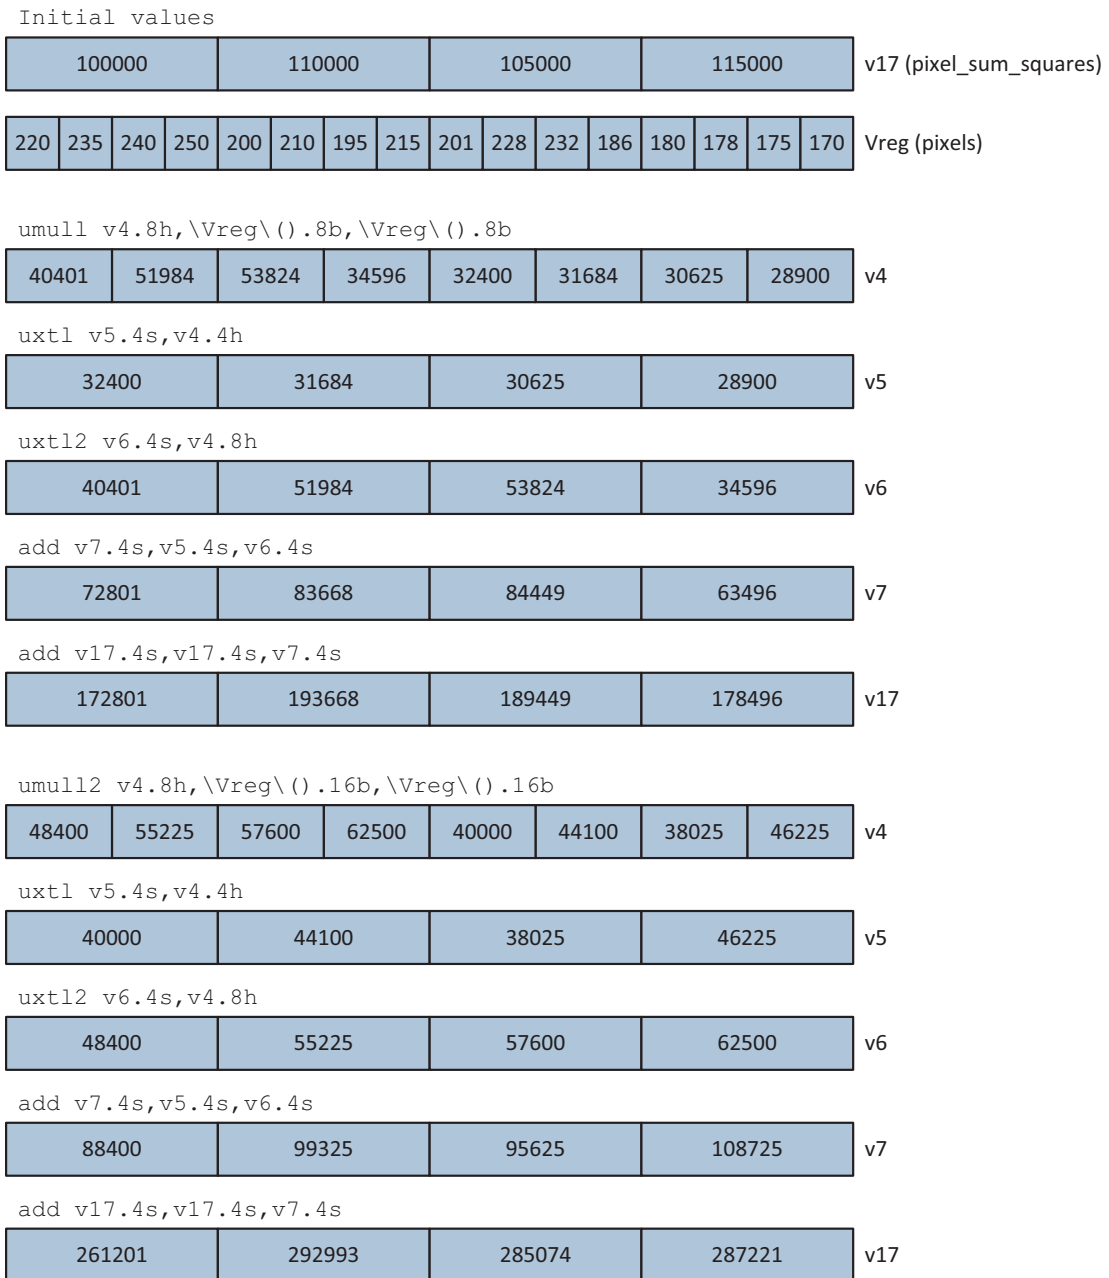 Initial values
100000 110000 105000 115000 v17 (pixel_sum_squares)
220 235 240 250 200 210 195 215 201 228 232 186 180 178 175 170 Vreg (pixels)
umull v4.8h,\Vreg\().8b,\Vreg\().8b
40401 51984 53824 34596 32400 31684 30625 28900 v4
uxtl v5.4s,v4.4h
32400 31684 30625 28900 v5
uxtl2 v6.4s,v4.8h
40401 51984 53824 34596 v6
add v7.4s,v5.4s,v6.4s
72801 83668 84449 63496 v7
add v17.4s,v17.4s,v7.4s
172801 193668 189449 178496 v17
umull2 v4.8h,\Vreg\().16b,\Vreg\().16b
48400 55225 57600 62500 40000 44100 38025 46225 v4
uxtl v5.4s,v4.4h
40000 44100 38025 46225 v5
uxtl2 v6.4s,v4.8h
48400 55225 57600 62500 v6
add v7.4s,v5.4s,v6.4s
88400 99325 95625 108725 v7
add v17.4s,v17.4s,v7.4s
261201 292993 285074 287221 v17